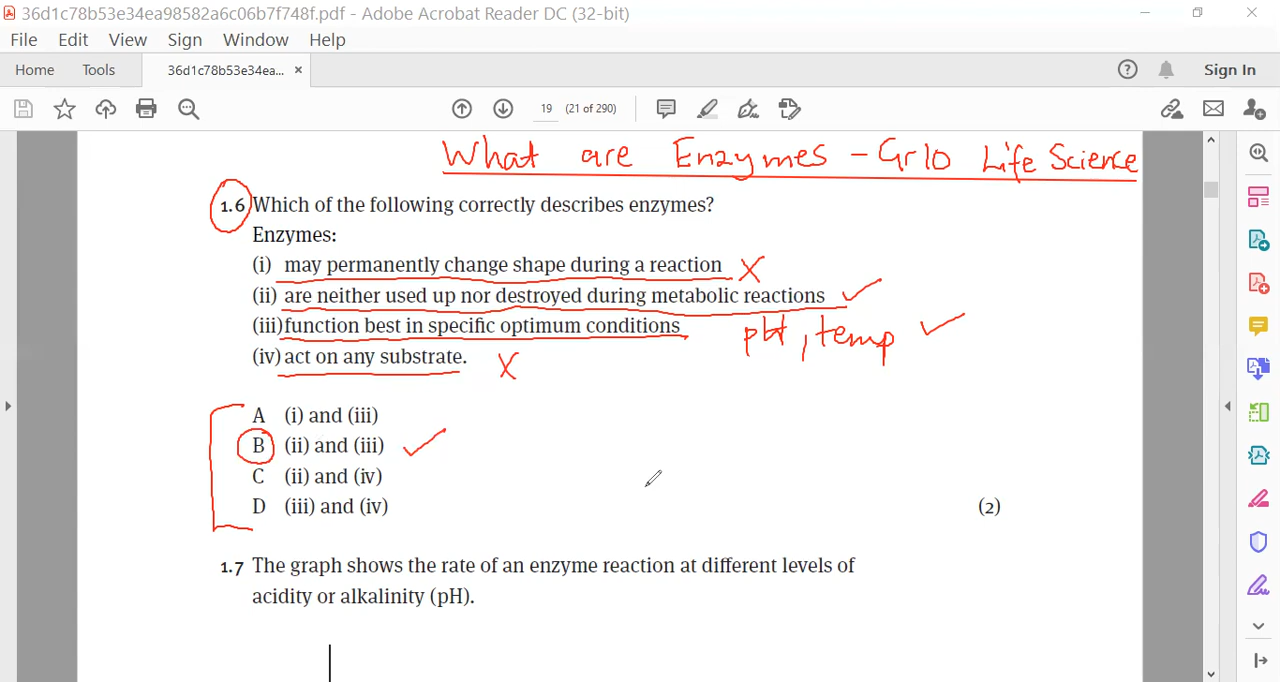 36d1c78b53e34ea98582a6c06b7f748f.pdf - Adobe Acrobat Reader DC (32-bit)
File Edit View Sign Window Help
Home Tools 36d1c78b53e34ea... × Sign In
19 (21 of 290)
What are Enzymes - Gr10 Life Science
1.6 Which of the following correctly describes enzymes?
Enzymes:
(i) may permanently change shape during a reaction X
(ii) are neither used up nor destroyed during metabolic reactions ✓
(iii) function best in specific optimum conditions pH, temp ✓
(iv) act on any substrate. X
A (i) and (iii)
B (ii) and (iii) ✓
C (ii) and (iv)
D (iii) and (iv) (2)
1.7 The graph shows the rate of an enzyme reaction at different levels of
acidity or alkalinity (pH).